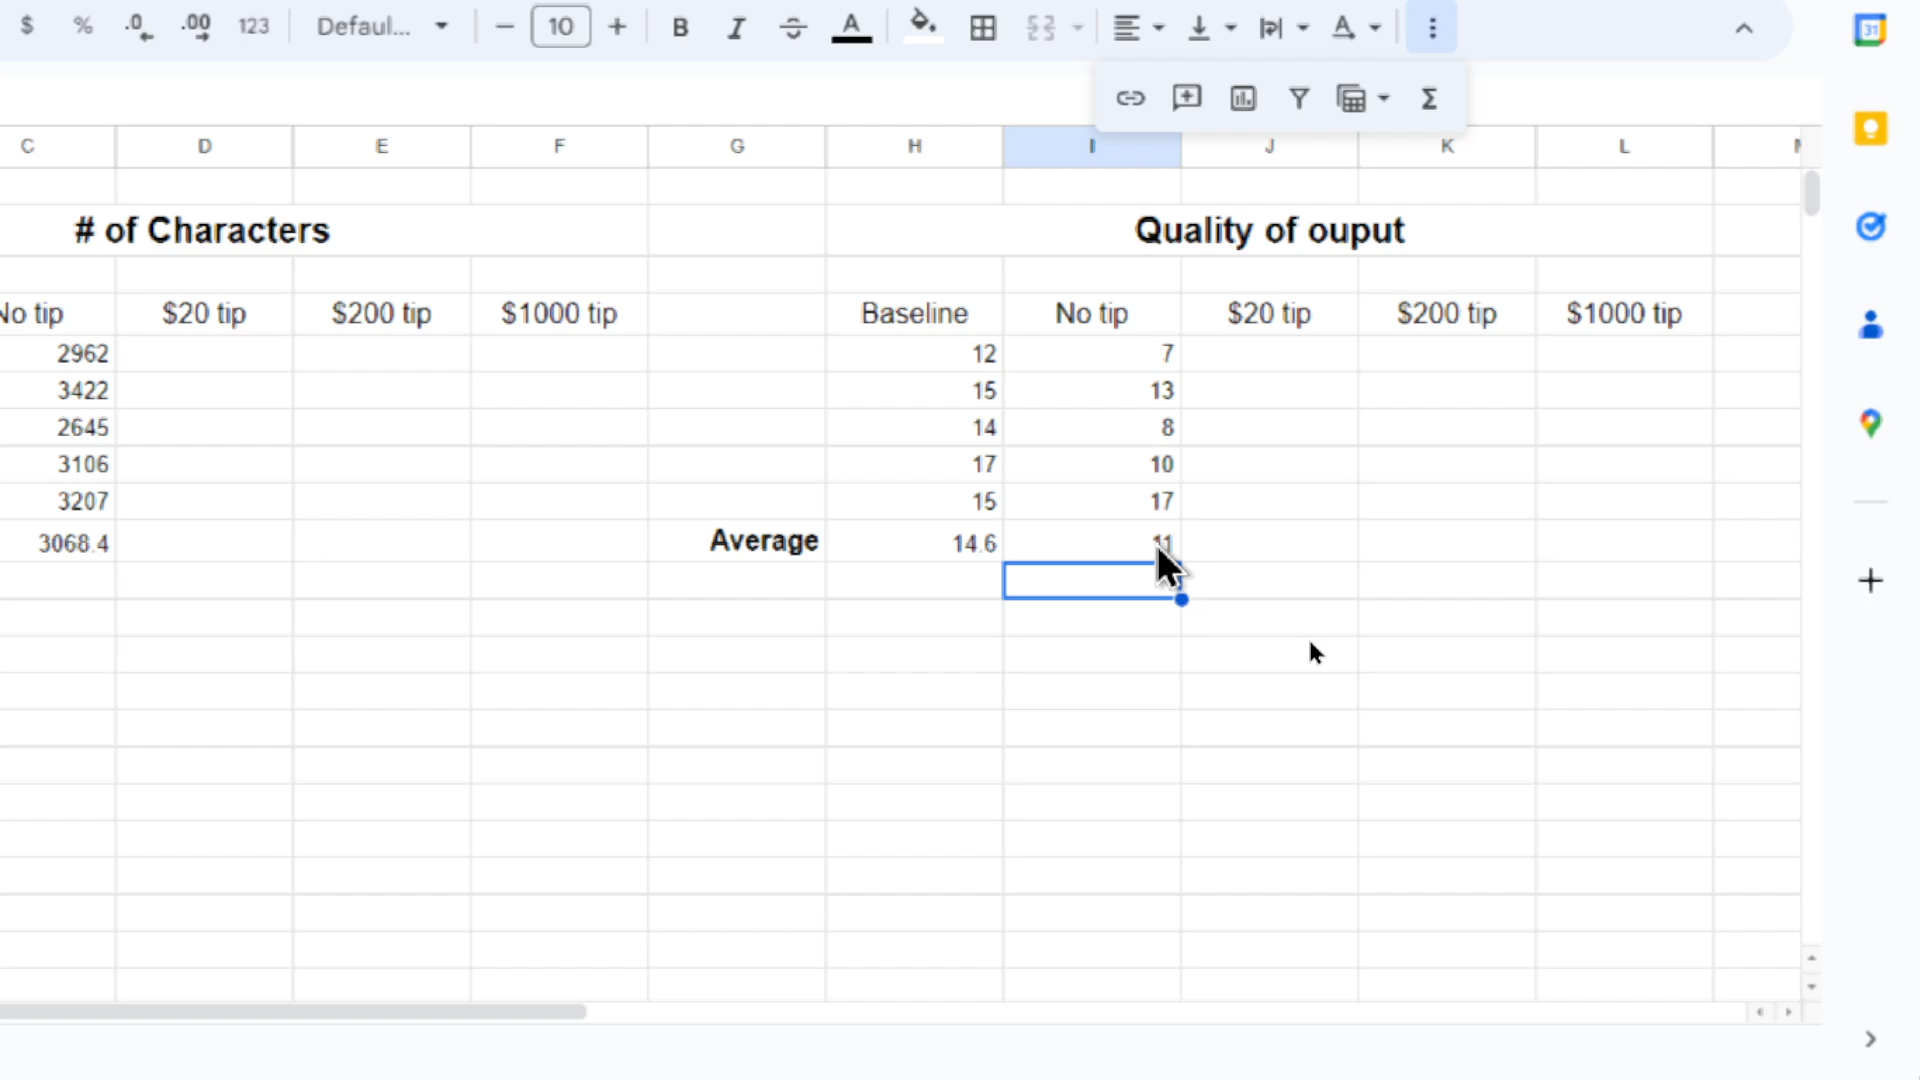 $ % .0 .00 123 Defaul... 10 B I A A
31
Σ
C D E F G H I J K L
# of Characters Quality of ouput
No tip $20 tip $200 tip $1000 tip Baseline No tip $20 tip $200 tip $1000 tip
2962 12 7
3422 15 13
2645 14 8
3106 17 10
3207 15 17
3068.4 Average 14.6 11